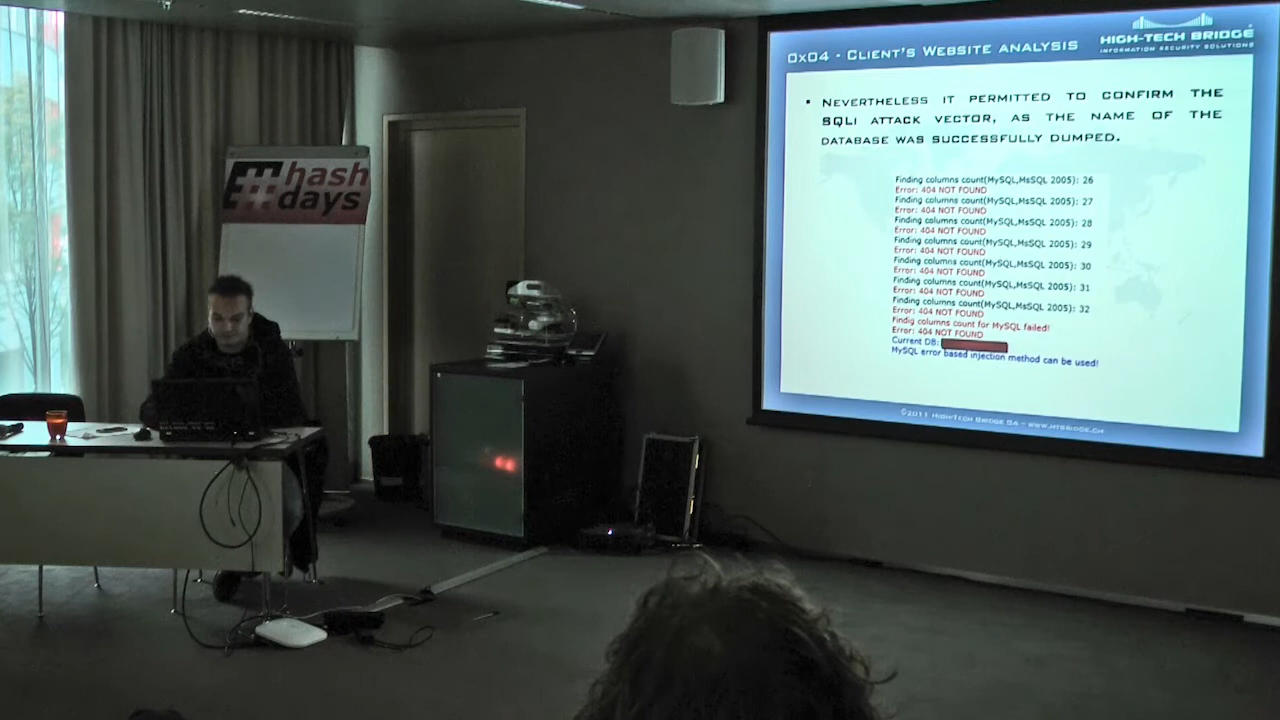 hash
days
0x04 - Client's Website analysis
HIGH-TECH BRIDGE
INFORMATION SECURITY SOLUTIONS
▪ Nevertheless it permitted to confirm the
SQLi attack vector, as the name of the
database was successfully dumped.
Finding columns count(MySQL,MsSQL 2005): 26
Error: 404 NOT FOUND
Finding columns count(MySQL,MsSQL 2005): 27
Error: 404 NOT FOUND
Finding columns count(MySQL,MsSQL 2005): 28
Error: 404 NOT FOUND
Finding columns count(MySQL,MsSQL 2005): 29
Error: 404 NOT FOUND
Finding columns count(MySQL,MsSQL 2005): 30
Error: 404 NOT FOUND
Finding columns count(MySQL,MsSQL 2005): 31
Error: 404 NOT FOUND
Finding columns count(MySQL,MsSQL 2005): 32
Error: 404 NOT FOUND
Findig columns count for MySQL failed!
Error: 404 NOT FOUND
Current DB:
MySQL error based injection method can be used!
©2011 High-Tech Bridge SA – www.htbridge.ch